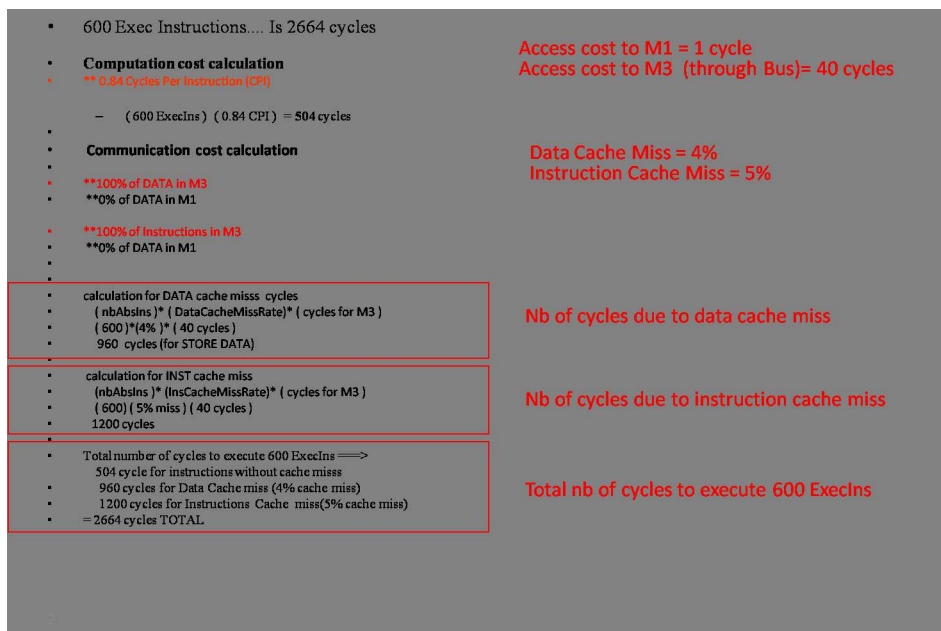 600 Exec Instructions.... Is 2664 cycles
Computation cost calculation
** 0.84 Cycles Per Instruction (CPI)
– ( 600 ExecIns ) ( 0.84 CPI ) = 504 cycles
Communication cost calculation
**100% of DATA in M3
**0% of DATA in M1
**100% of Instructions in M3
**0% of DATA in M1
calculation for DATA cache misss cycles
( nbAbsIns )* ( DataCacheMissRate)* ( cycles for M3 )
( 600 )*(4% )* ( 40 cycles )
960 cycles (for STORE DATA)
calculation for INST cache miss
(nbAbsIns )* (InsCacheMissRate)* ( cycles for M3 )
( 600) ( 5% miss ) ( 40 cycles )
1200 cycles
Total number of cycles to execute 600 ExecIns ===>
504 cycle for instructions without cache misss
960 cycles for Data Cache miss (4% cache miss)
1200 cycles for Instructions Cache miss(5% cache miss)
= 2664 cycles TOTAL
Access cost to M1 = 1 cycle
Access cost to M3 (through Bus)= 40 cycles
Data Cache Miss = 4%
Instruction Cache Miss = 5%
Nb of cycles due to data cache miss
Nb of cycles due to instruction cache miss
Total nb of cycles to execute 600 ExecIns